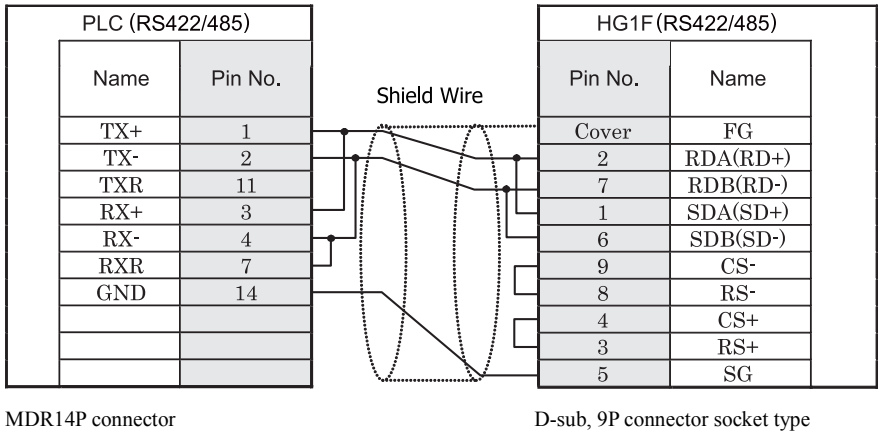 PLC (RS422/485)
Name Pin No.
TX+ 1
TX- 2
TXR 11
RX+ 3
RX- 4
RXR 7
GND 14
Shield Wire
HG1F(RS422/485)
Pin No. Name
Cover FG
2 RDA(RD+)
7 RDB(RD-)
1 SDA(SD+)
6 SDB(SD-)
9 CS-
8 RS-
4 CS+
3 RS+
5 SG
MDR14P connector
D-sub, 9P connector socket type